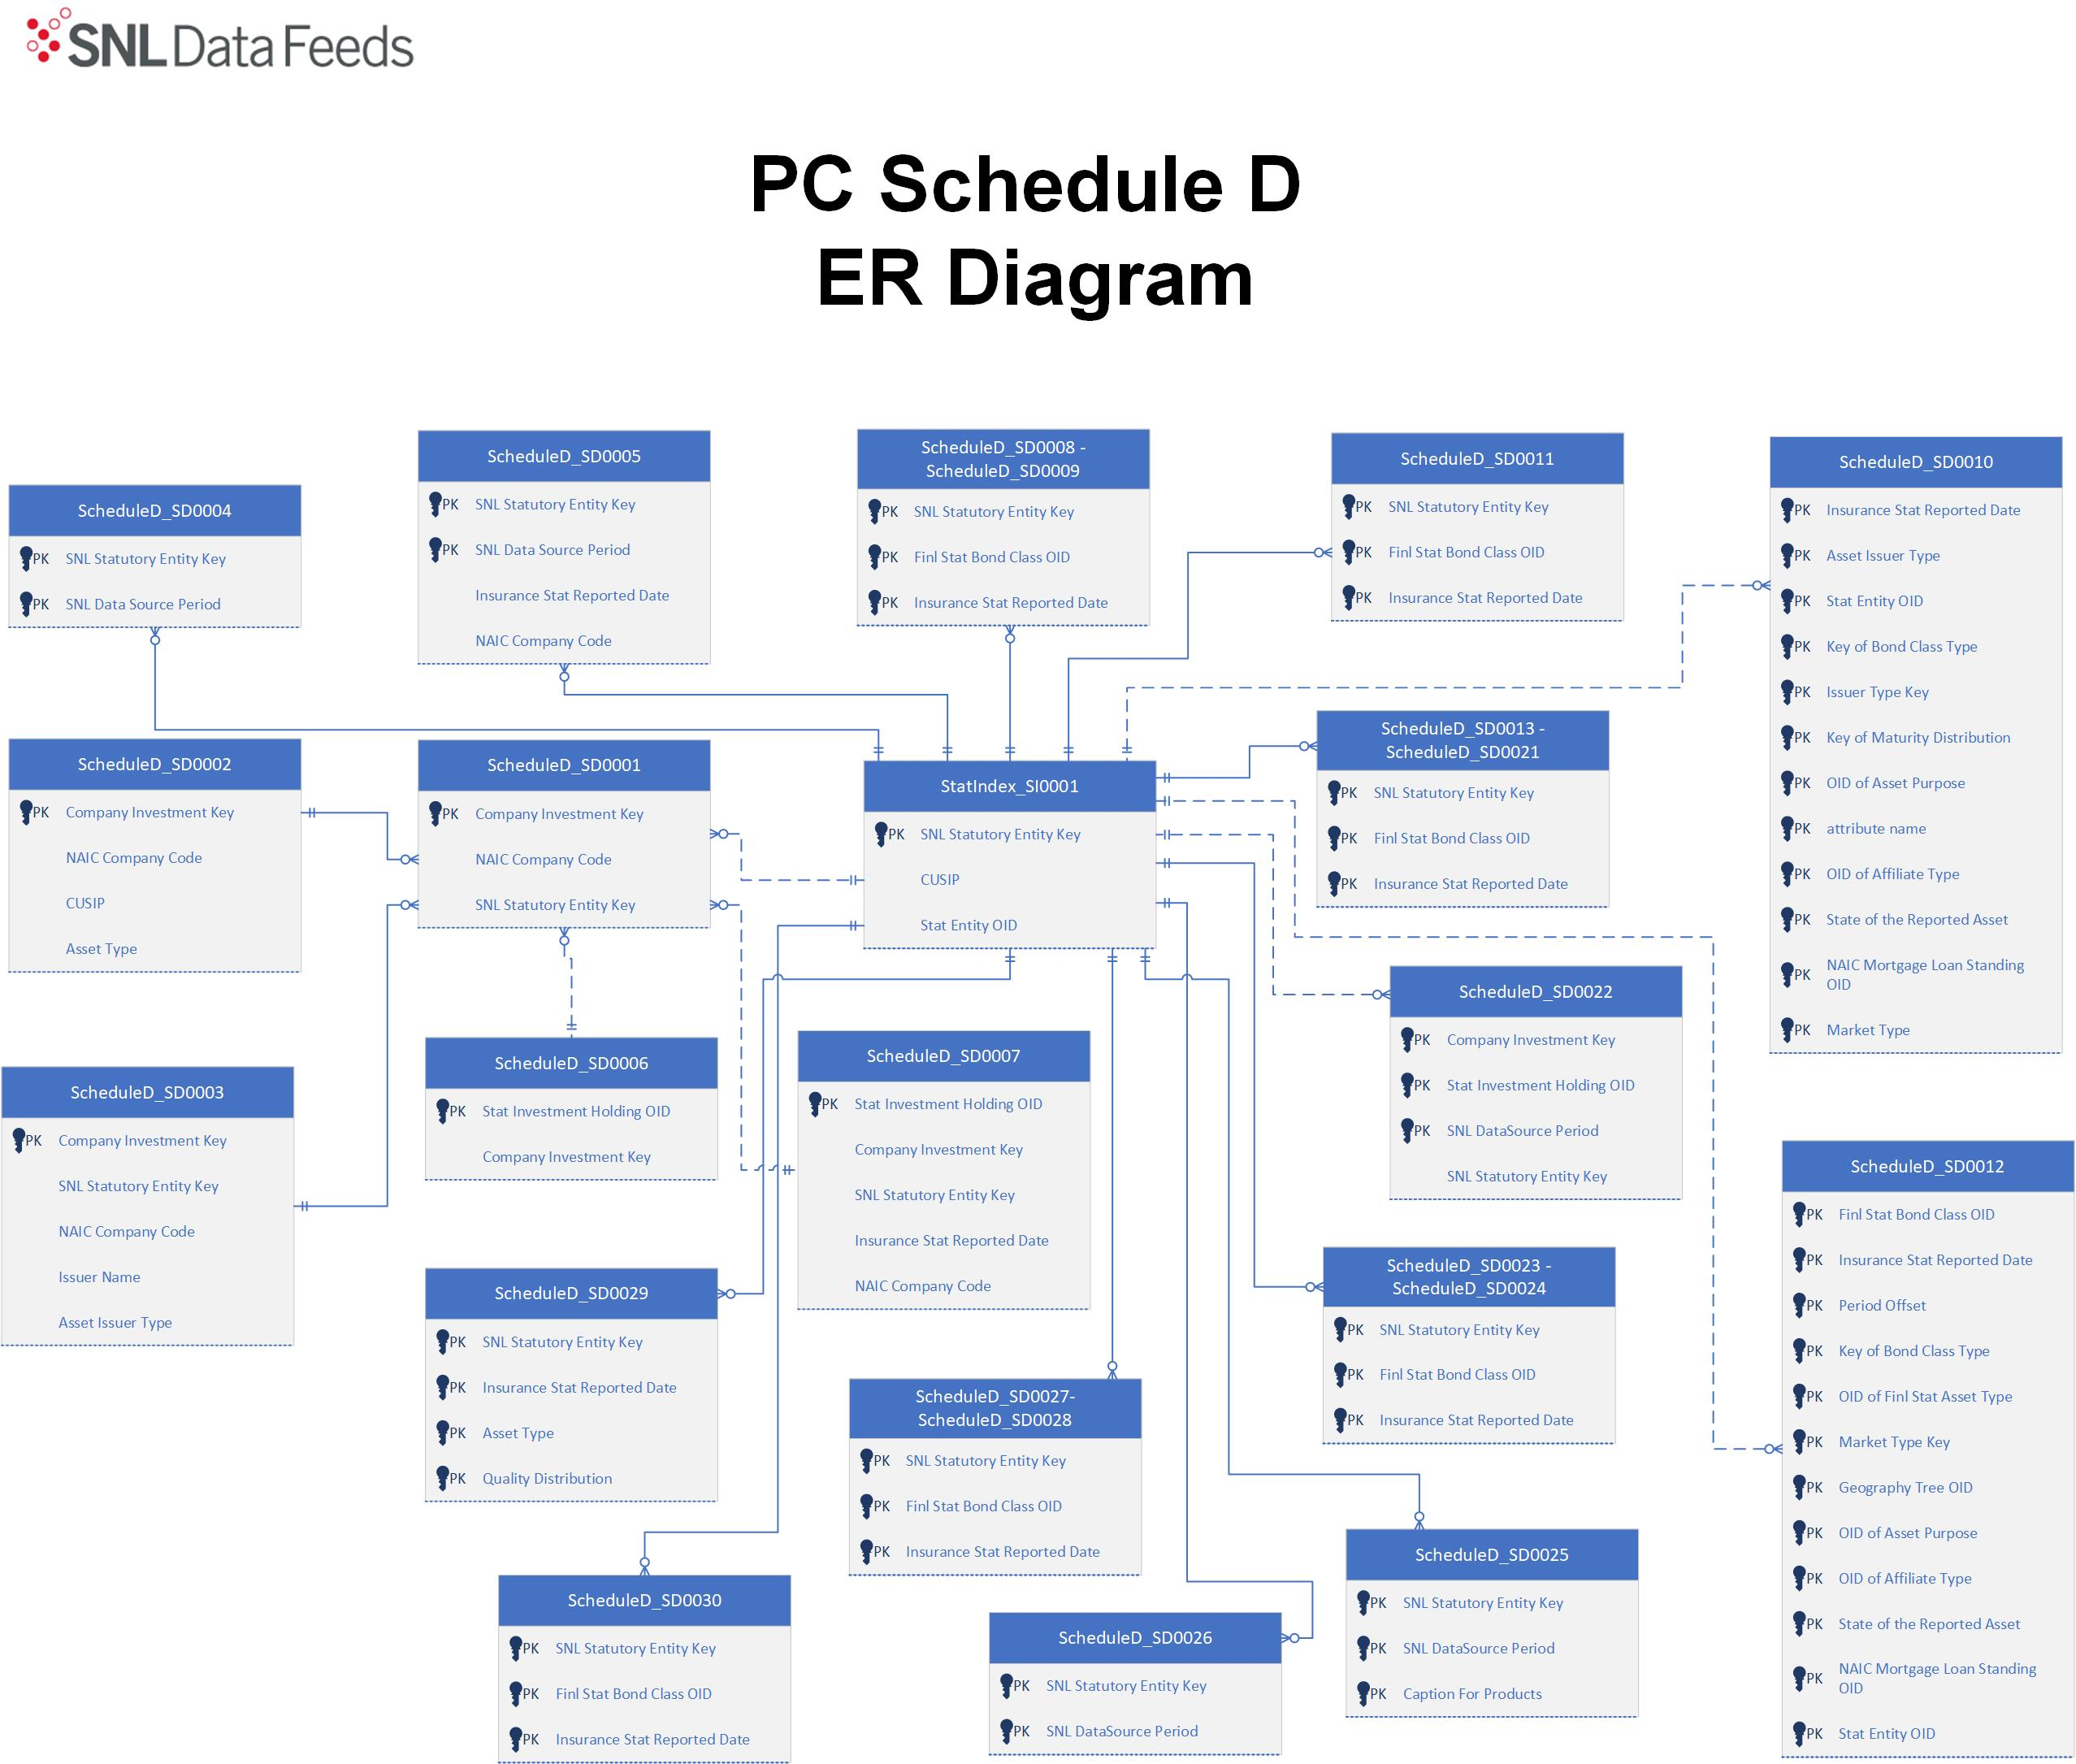 SNL Data Feeds
PC Schedule D
ER Diagram
ScheduleD_SD0004
PK SNL Statutory Entity Key
PK SNL Data Source Period
ScheduleD_SD0005
PK SNL Statutory Entity Key
PK SNL Data Source Period
Insurance Stat Reported Date
NAIC Company Code
ScheduleD_SD0008 -
ScheduleD_SD0009
PK SNL Statutory Entity Key
PK Finl Stat Bond Class OID
PK Insurance Stat Reported Date
ScheduleD_SD0011
PK SNL Statutory Entity Key
PK Finl Stat Bond Class OID
PK Insurance Stat Reported Date
ScheduleD_SD0010
PK Insurance Stat Reported Date
PK Asset Issuer Type
PK Stat Entity OID
PK Key of Bond Class Type
PK Issuer Type Key
PK Key of Maturity Distribution
PK OID of Asset Purpose
PK attribute name
PK OID of Affiliate Type
PK State of the Reported Asset
PK NAIC Mortgage Loan Standing
OID
PK Market Type
ScheduleD_SD0002
PK Company Investment Key
NAIC Company Code
CUSIP
Asset Type
ScheduleD_SD0001
PK Company Investment Key
NAIC Company Code
SNL Statutory Entity Key
StatIndex_SI0001
PK SNL Statutory Entity Key
CUSIP
Stat Entity OID
ScheduleD_SD0013 -
ScheduleD_SD0021
PK SNL Statutory Entity Key
PK Finl Stat Bond Class OID
PK Insurance Stat Reported Date
ScheduleD_SD0022
PK Company Investment Key
PK Stat Investment Holding OID
PK SNL DataSource Period
SNL Statutory Entity Key
ScheduleD_SD0003
PK Company Investment Key
SNL Statutory Entity Key
NAIC Company Code
Issuer Name
Asset Issuer Type
ScheduleD_SD0006
PK Stat Investment Holding OID
Company Investment Key
ScheduleD_SD0007
PK Stat Investment Holding OID
Company Investment Key
SNL Statutory Entity Key
Insurance Stat Reported Date
NAIC Company Code
ScheduleD_SD0012
PK Finl Stat Bond Class OID
PK Insurance Stat Reported Date
PK Period Offset
PK Key of Bond Class Type
PK OID of Finl Stat Asset Type
PK Market Type Key
PK Geography Tree OID
PK OID of Asset Purpose
PK OID of Affiliate Type
PK State of the Reported Asset
PK NAIC Mortgage Loan Standing
OID
PK Stat Entity OID
ScheduleD_SD0029
PK SNL Statutory Entity Key
PK Insurance Stat Reported Date
PK Asset Type
PK Quality Distribution
ScheduleD_SD0023 -
ScheduleD_SD0024
PK SNL Statutory Entity Key
PK Finl Stat Bond Class OID
PK Insurance Stat Reported Date
ScheduleD_SD0027-
ScheduleD_SD0028
PK SNL Statutory Entity Key
PK Finl Stat Bond Class OID
PK Insurance Stat Reported Date
ScheduleD_SD0030
PK SNL Statutory Entity Key
PK Finl Stat Bond Class OID
PK Insurance Stat Reported Date
ScheduleD_SD0026
PK SNL Statutory Entity Key
PK SNL DataSource Period
ScheduleD_SD0025
PK SNL Statutory Entity Key
PK SNL DataSource Period
PK Caption For Products